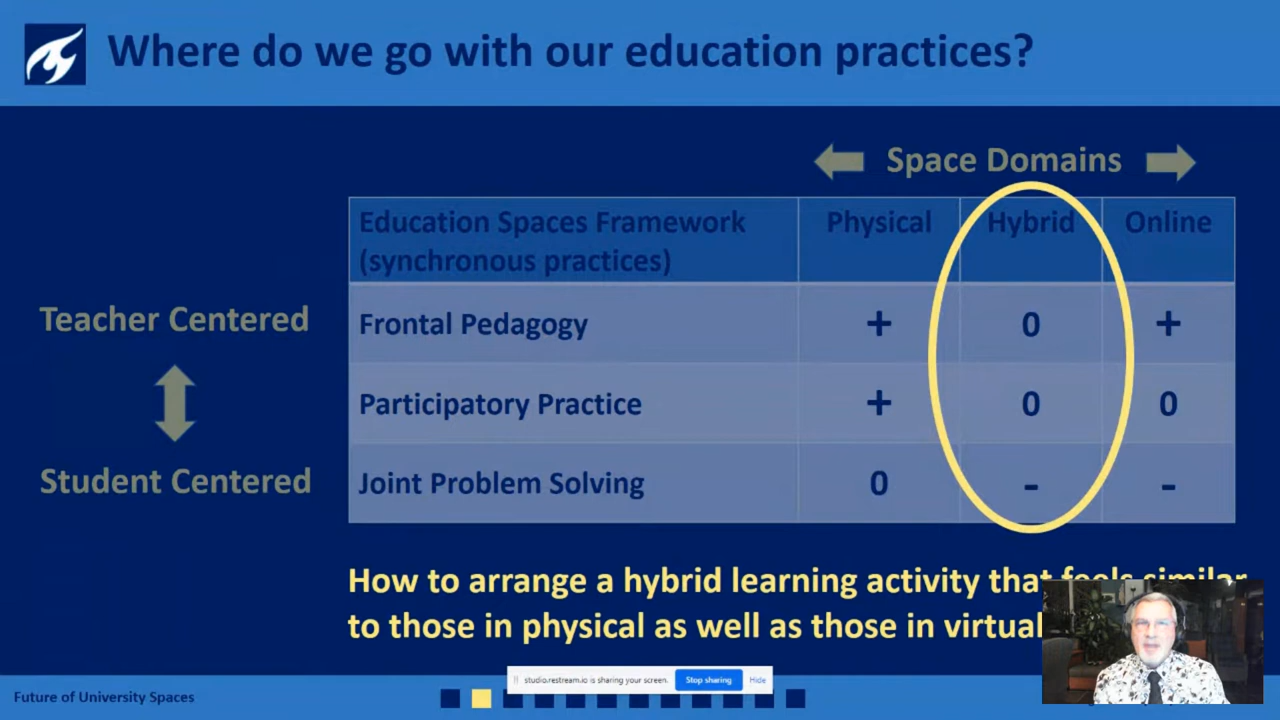 Where do we go with our education practices?
Space Domains
Education Spaces Framework
(synchronous practices)
Physical
Hybrid
Online
Teacher Centered
Frontal Pedagogy
+
0
+
Participatory Practice
+
0
0
Student Centered
Joint Problem Solving
0
-
-
How to arrange a hybrid learning activity that feels similar
to those in physical as well as those in virtual
studio.restream.io is sharing your screen.
Stop sharing
Hide
Future of University Spaces